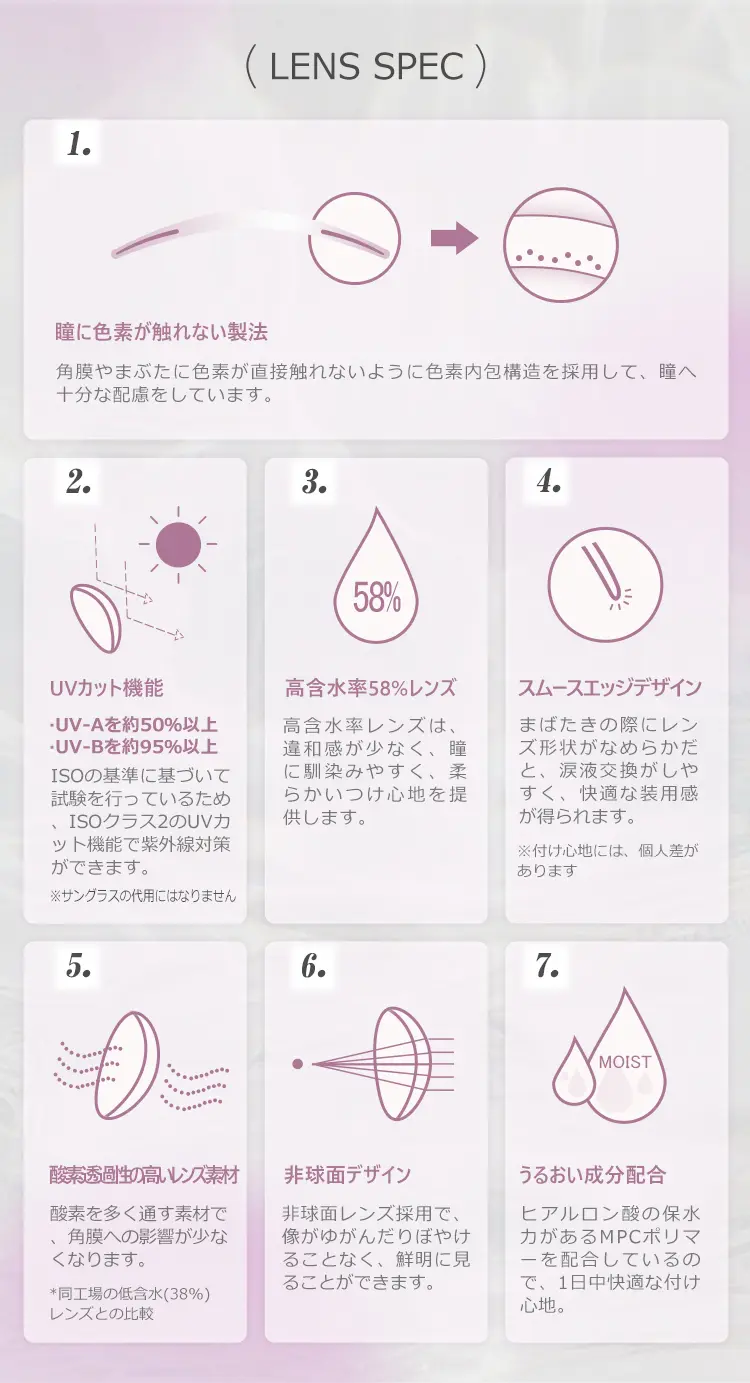 ( LENS SPEC )
1.
瞳に色素が触れない製法
角膜やまぶたに色素が直接触れないように色素内包構造を採用して、瞳へ
十分な配慮をしています。
2.
UVカット機能
·UV-Aを約50%以上
·UV-Bを約95%以上
ISOの基準に基づいて
試験を行っているため
、ISOクラス2のUVカ
ット機能で紫外線対策
ができます。
※サングラスの代用にはなりません
3.
58%
高含水率58%レンズ
高含水率レンズは、
違和感が少なく、瞳
に馴染みやすく、柔
らかいつけ心地を提
供します。
4.
スムースエッジデザイン
まばたきの際にレン
ズ形状がなめらかだ
と、涙液交換がしや
すく、快適な装用感
が得られます。
※付け心地には、個人差が
あります
5.
酸素透過性の高いレンズ素材
酸素を多く通す素材で
、角膜への影響が少な
くなります。
*同工場の低含水(38%)
レンズとの比較
6.
非球面デザイン
非球面レンズ採用で、
像がゆがんだりぼやけ
ることなく、鮮明に見
ることができます。
7.
MOIST
うるおい成分配合
ヒアルロン酸の保水
力があるMPCポリマ
ーを配合しているの
で、1日中快適な付け
心地。